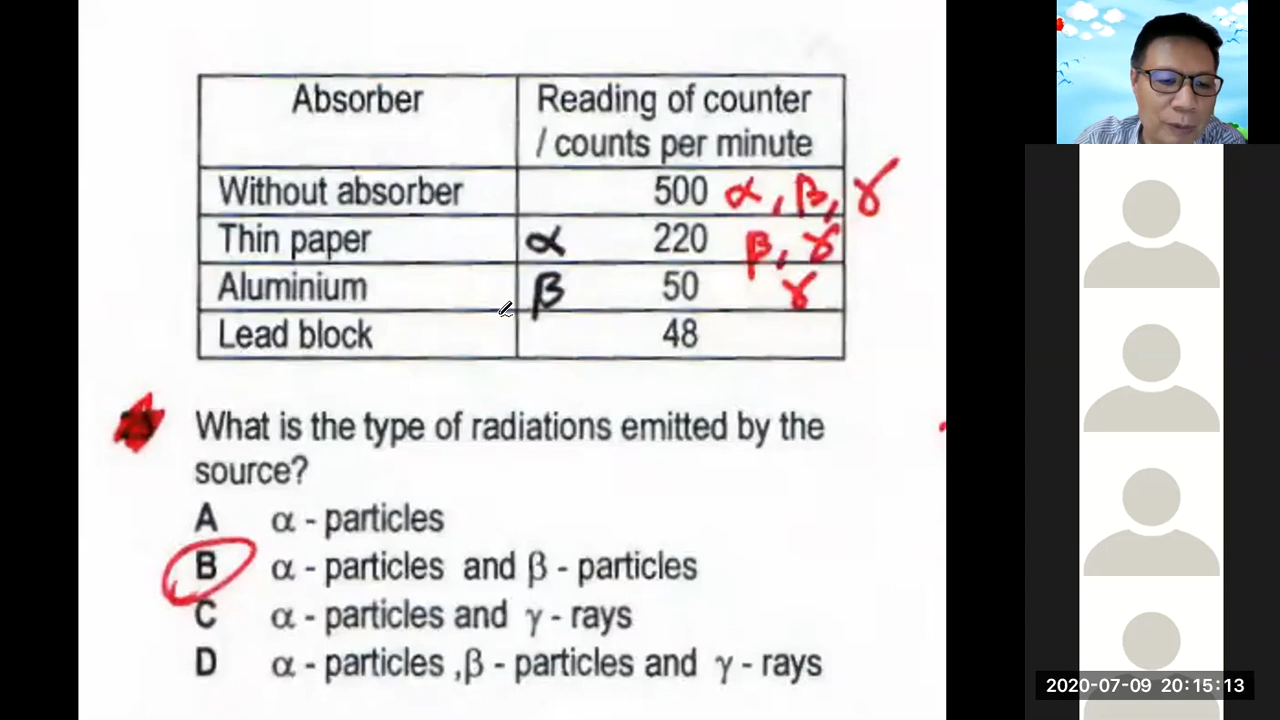 Absorber
Reading of counter
/ counts per minute
Without absorber 500 α, β, γ
Thin paper α 220 β, γ
Aluminium β 50 γ
Lead block 48
What is the type of radiations emitted by the
source?
A α - particles
B α - particles and β - particles
C α - particles and γ - rays
D α - particles ,β - particles and γ - rays
2020-07-09 20:15:13